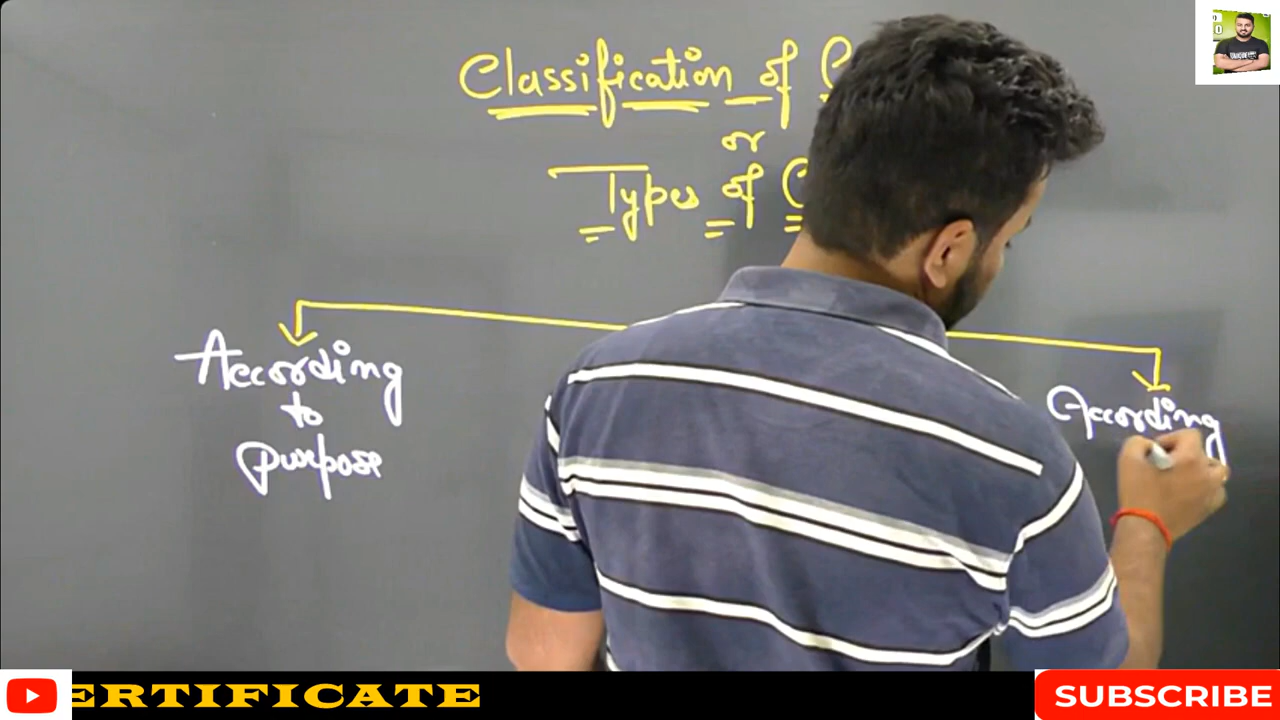 Classification of C
or
Types of C
According
to
purpose
According
ERTIFICATE
SUBSCRIBE